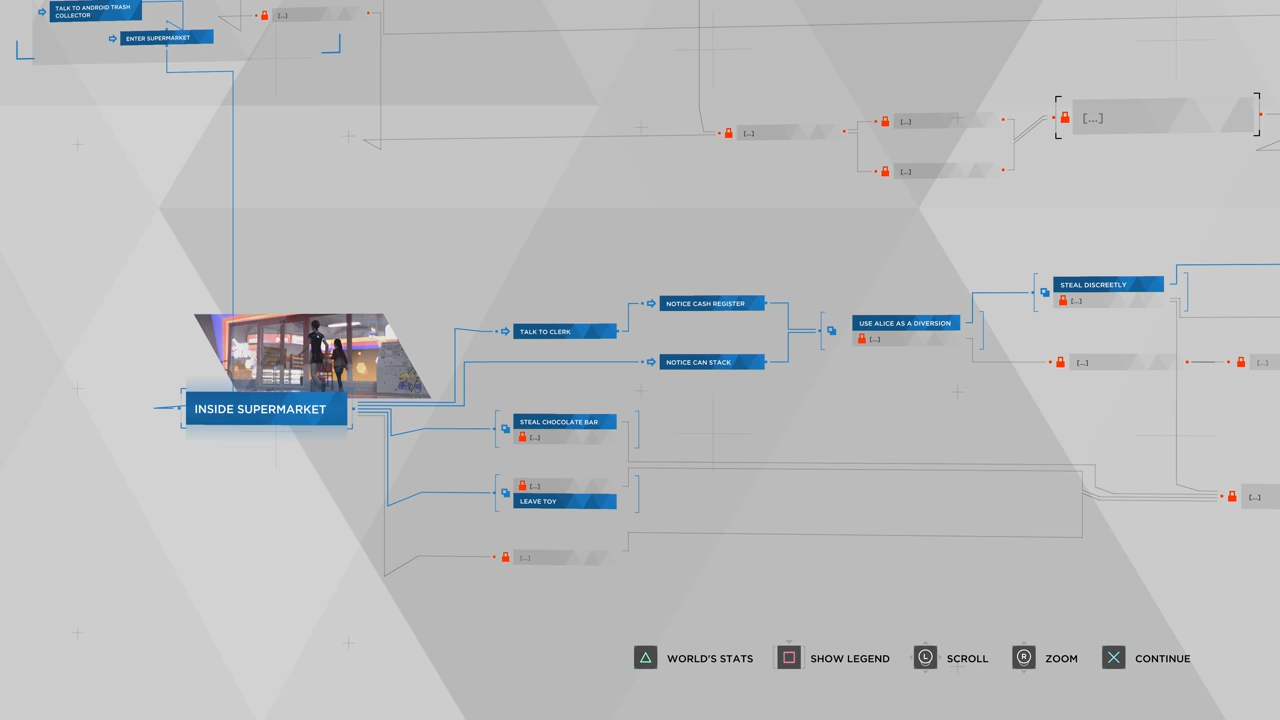 TALK TO ANDROID TRASH
COLLECTOR
ENTER SUPERMARKET
[...]
[...]
[...]
[...]
[...]
STEAL DISCREETLY
[...]
NOTICE CASH REGISTER
TALK TO CLERK
USE ALICE AS A DIVERSION
[...]
NOTICE CAN STACK
[...]
[...]
INSIDE SUPERMARKET
STEAL CHOCOLATE BAR
[...]
[...]
LEAVE TOY
[...]
[...]
WORLD'S STATS
SHOW LEGEND
L
SCROLL
R
ZOOM
CONTINUE